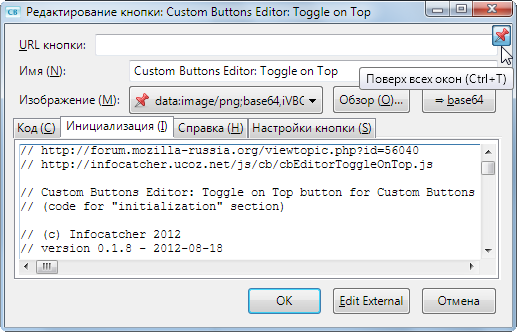 CB Редактирование кнопки: Custom Buttons Editor: Toggle on Top
URL кнопки:
Имя (N): Custom Buttons Editor: Toggle on Top
Поверх всех окон (Ctrl+T)
Изображение (M): data:image/png;base64,iVBC Обзор (O)... ⇒ base64
Код (C) Инициализация (I) Справка (H) Настройки кнопки (S)
// http://forum.mozilla-russia.org/viewtopic.php?id=56040
// http://infocatcher.ucoz.net/js/cb/cbEditorToggleOnTop.js
// Custom Buttons Editor: Toggle on Top button for Custom Buttons
// (code for "initialization" section)
// (c) Infocatcher 2012
// version 0.1.8 - 2012-08-18
OK Edit External Отмена